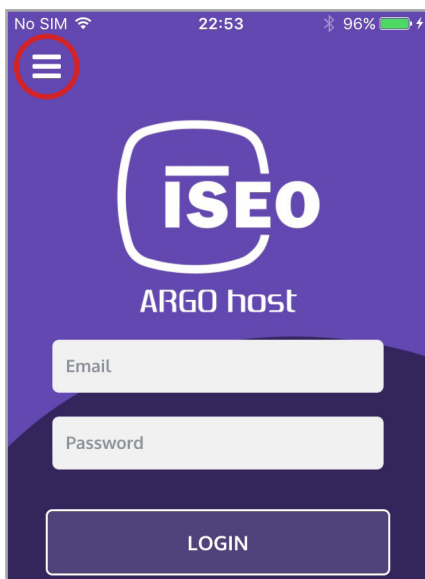 No SIM 22:53 96%
ISEO
ARGO host
Email
Password
LOGIN